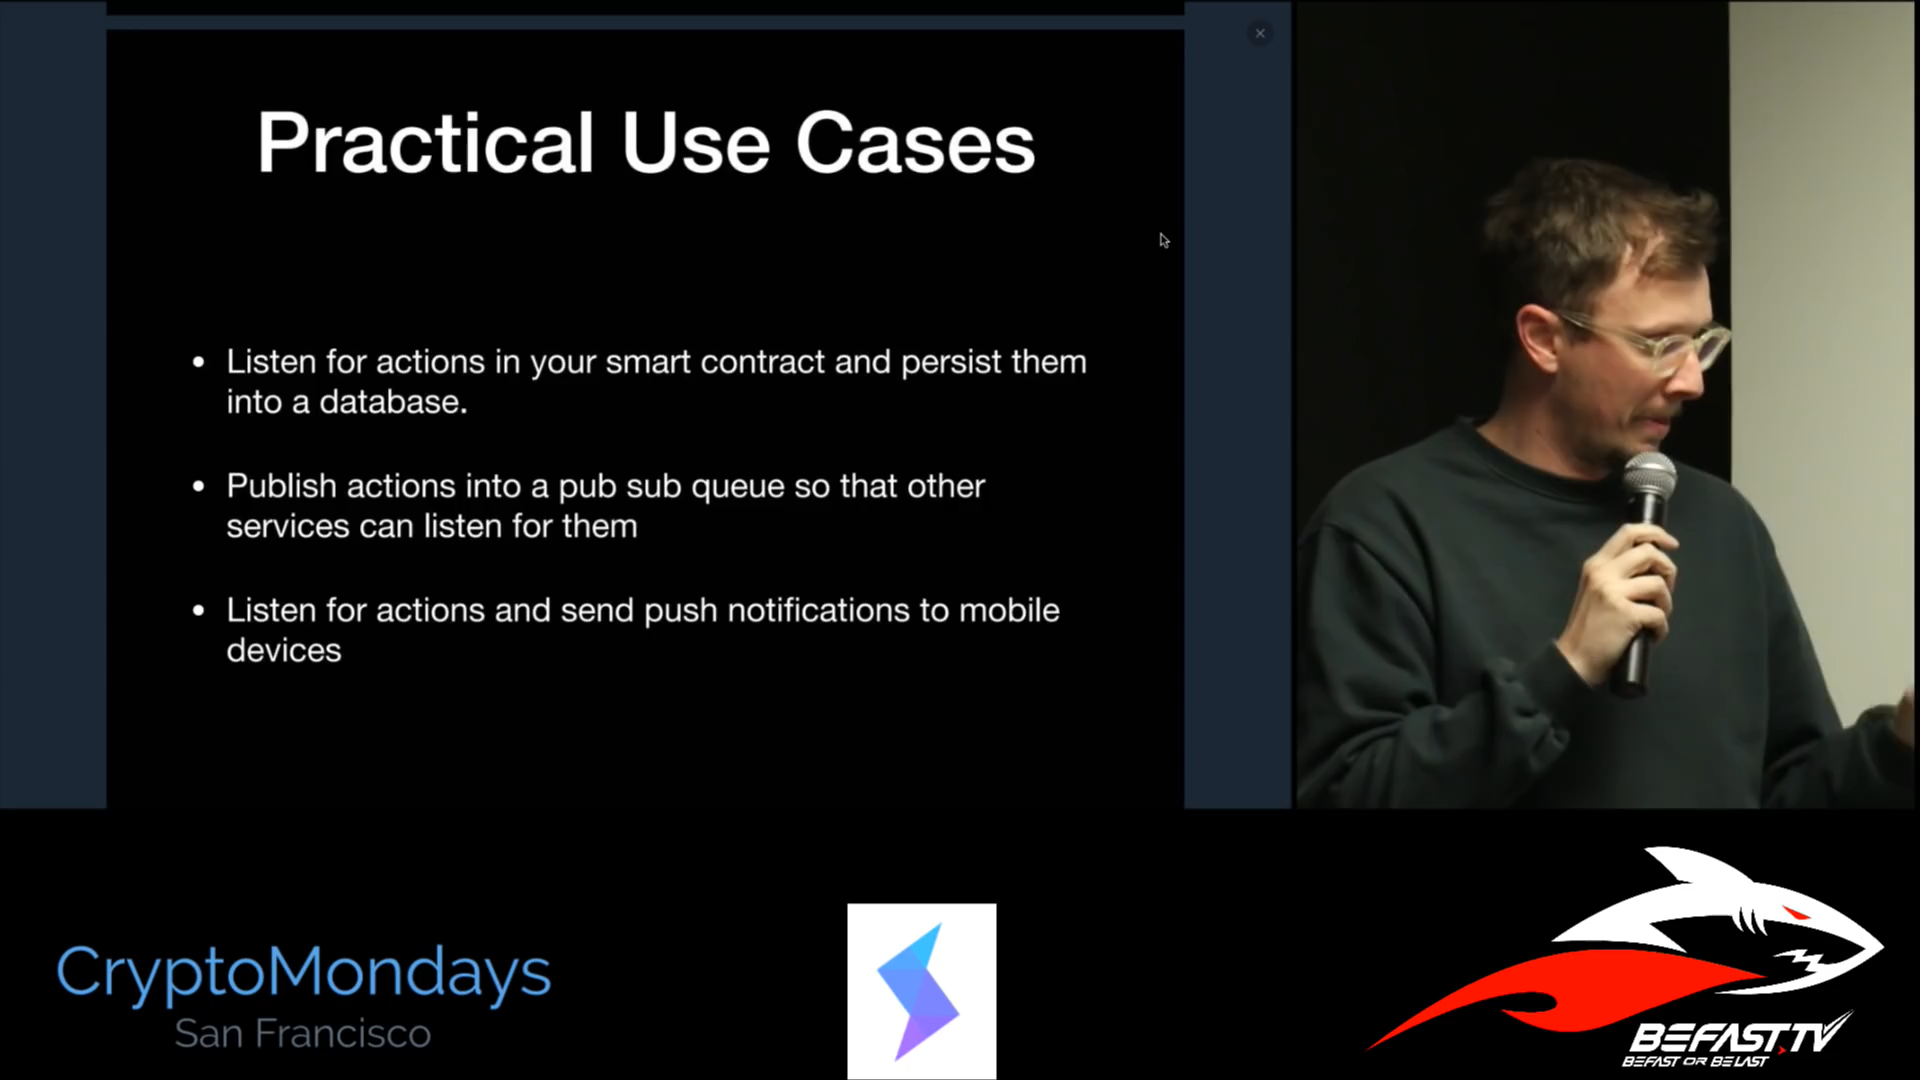 Practical Use Cases
• Listen for actions in your smart contract and persist them
into a database.
• Publish actions into a pub sub queue so that other
services can listen for them
• Listen for actions and send push notifications to mobile
devices
CryptoMondays
San Francisco
BEFAST.TV
BEFAST OR BE LAST